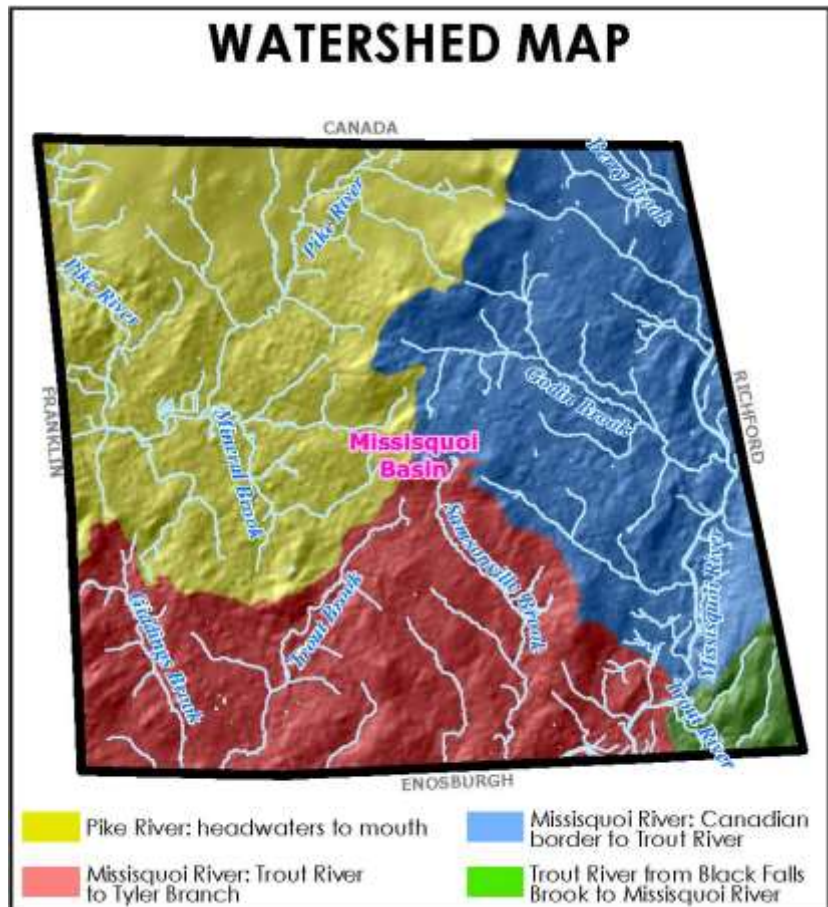 WATERSHED MAP
CANADA
Berry Brook
Pike River
Pike River
FRANKLIN
RICHFORD
Godin Brook
Mineral Brook
Missisquoi
Basin
Samsonville Brook
Missisquoi River
Giddings Brook
Trout Brook
Trout River
ENOSBURGH
Pike River: headwaters to mouth
Missisquoi River: Canadian
border to Trout River
Missisquoi River: Trout River
to Tyler Branch
Trout River from Black Falls
Brook to Missisquoi River